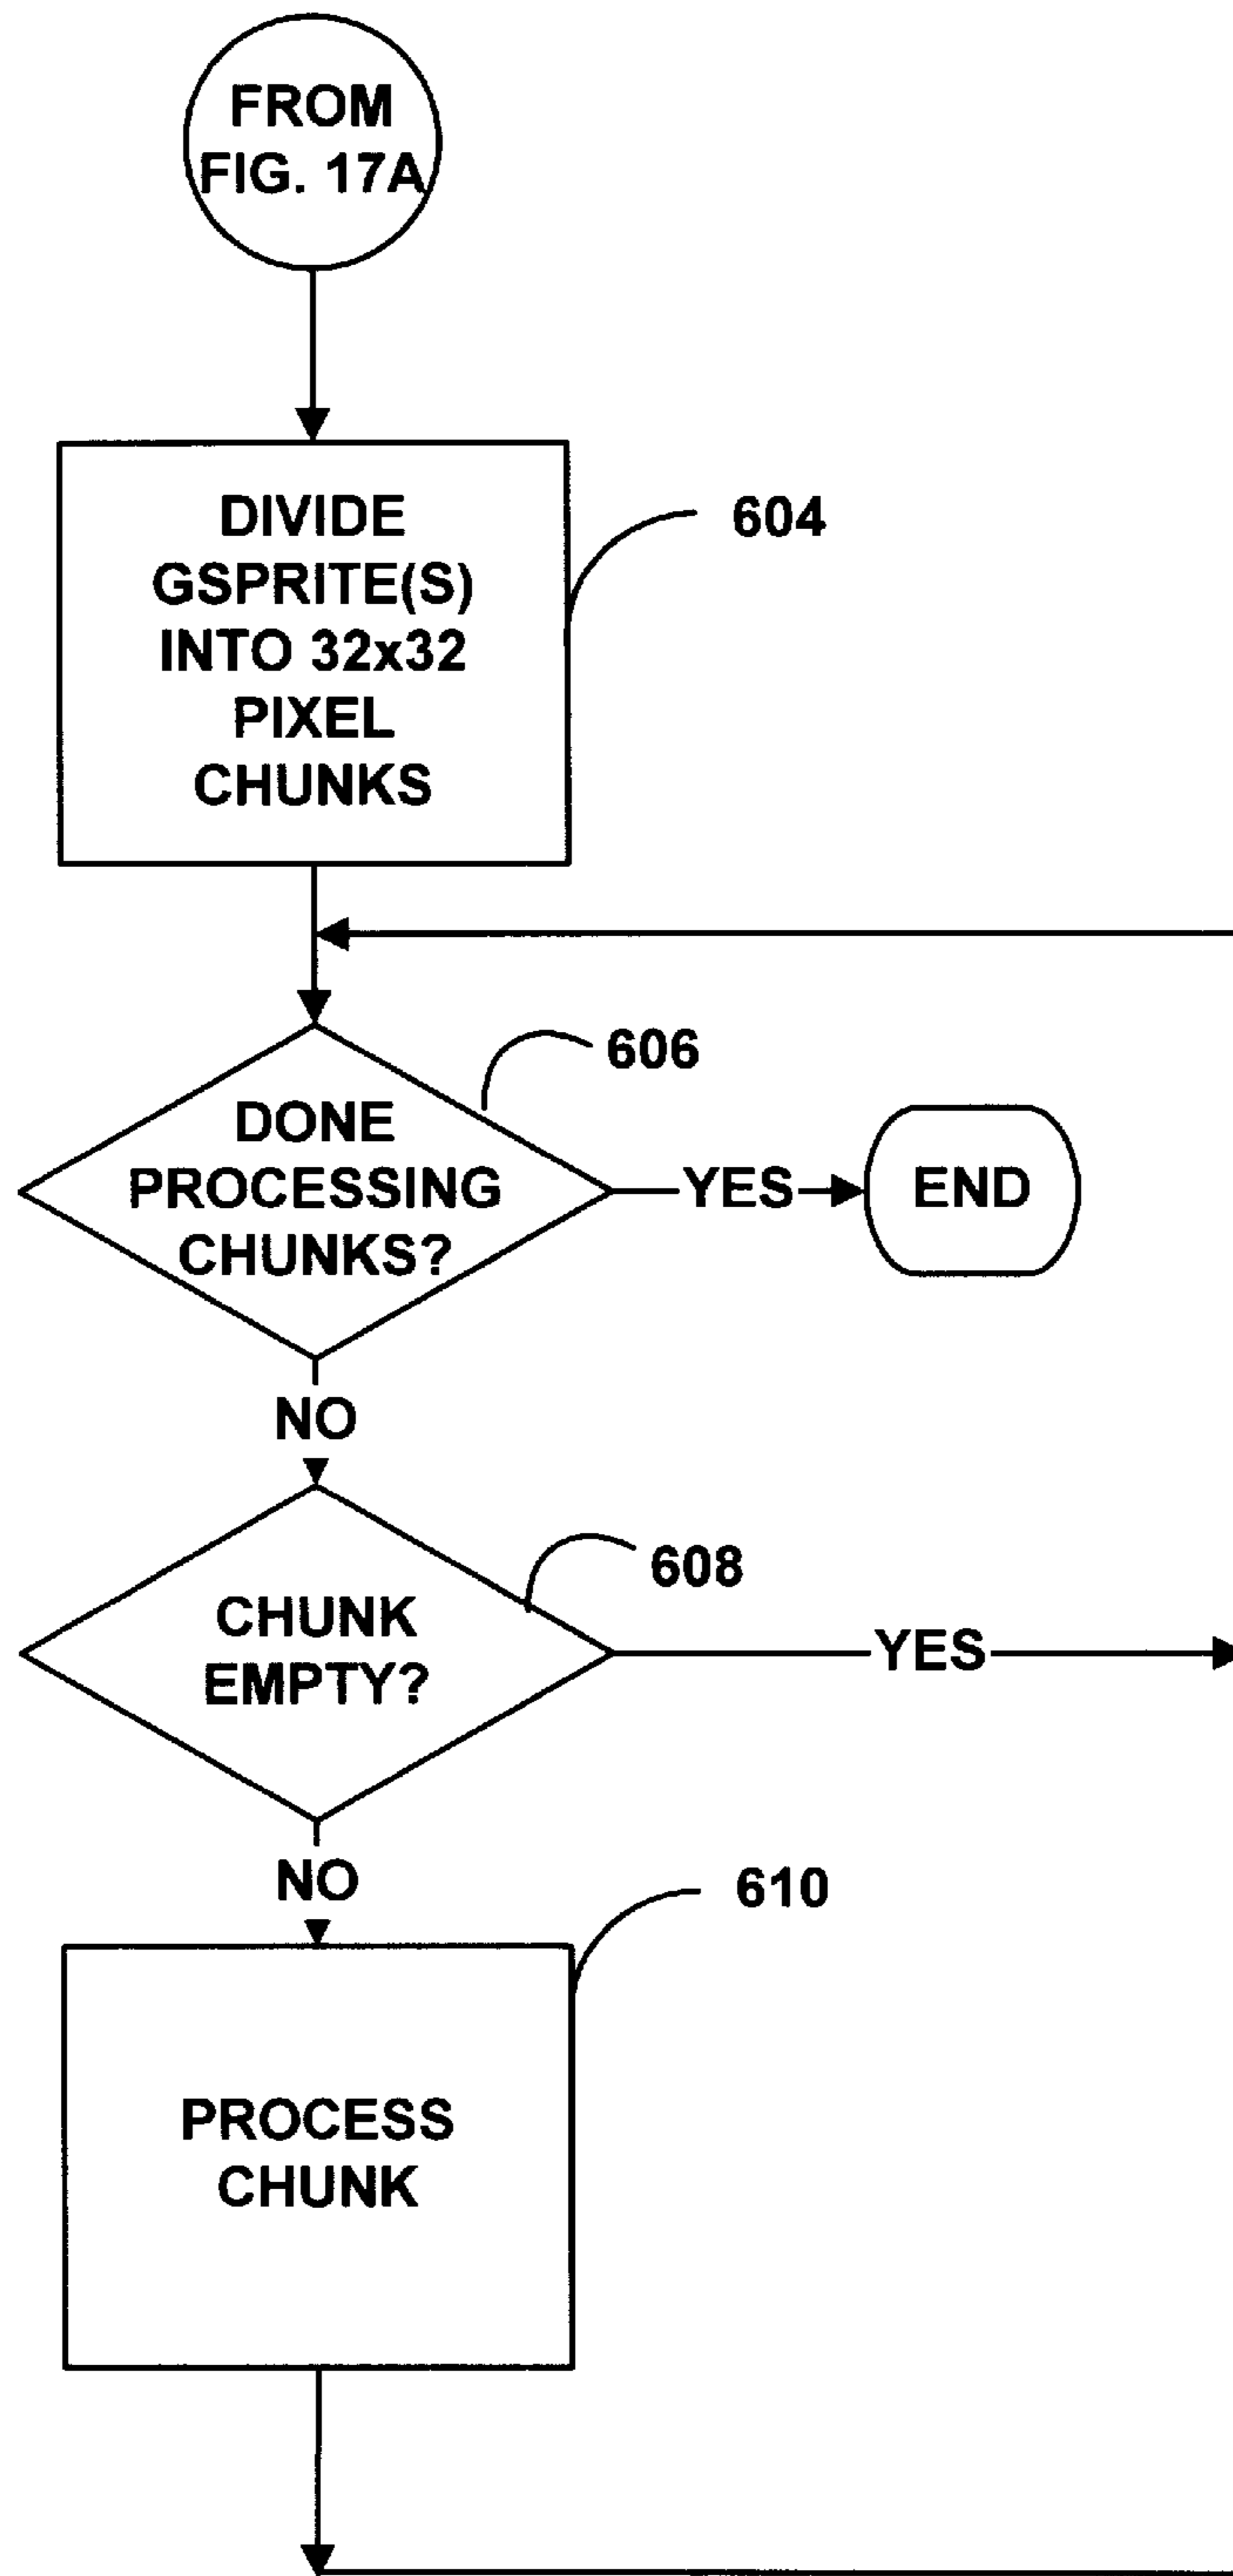 FROM
FIG. 17A
DIVIDE
GSPRITE(S)
INTO 32x32
PIXEL
CHUNKS
604
606
DONE
PROCESSING
CHUNKS?
YES
END
NO
608
CHUNK
EMPTY?
YES
NO
610
PROCESS
CHUNK